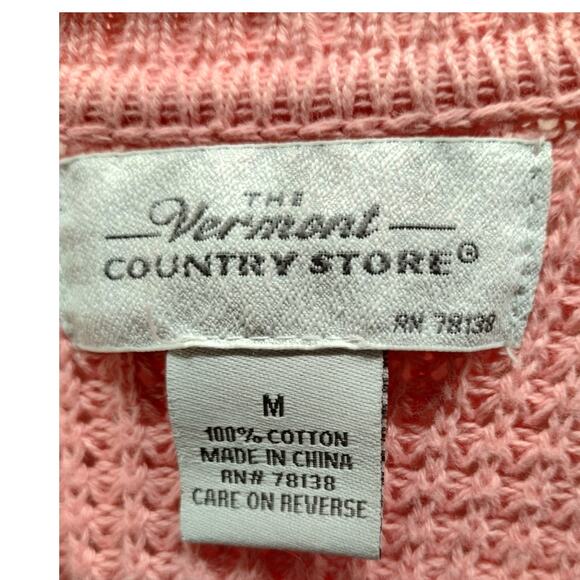 THE
Vermont
COUNTRY STORE®
RN 78138
M
100% COTTON
MADE IN CHINA
RN# 78138
CARE ON REVERSE